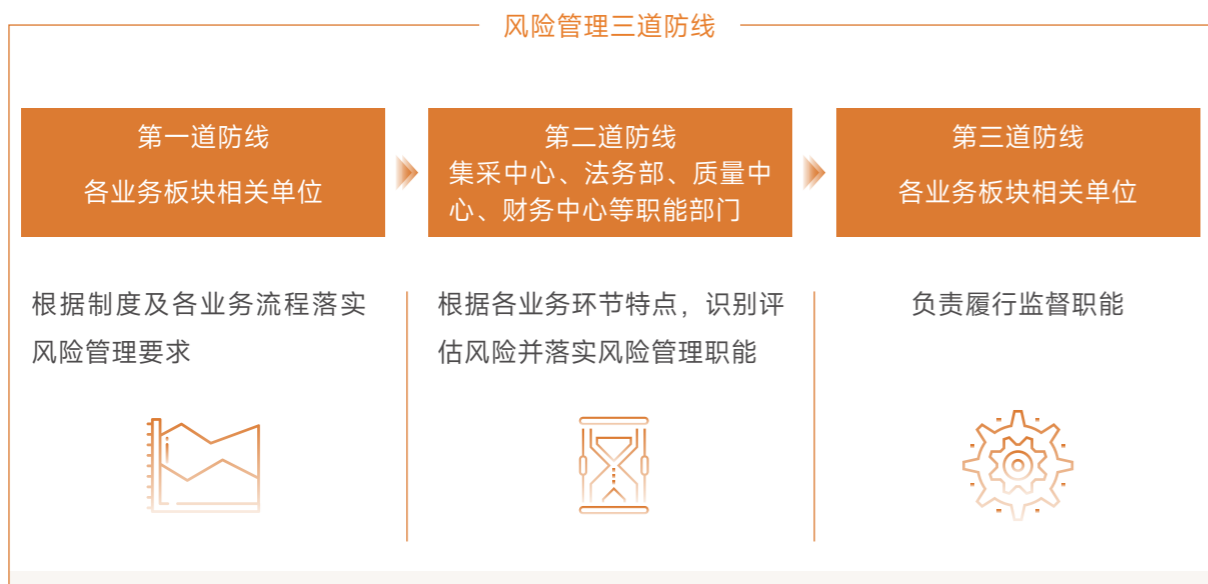 风险管理三道防线
第一道防线
各业务板块相关单位
第二道防线
集采中心、法务部、质量中
心、财务中心等职能部门
第三道防线
各业务板块相关单位
根据制度及各业务流程落实
风险管理要求
根据各业务环节特点，识别评
估风险并落实风险管理职能
负责履行监督职能